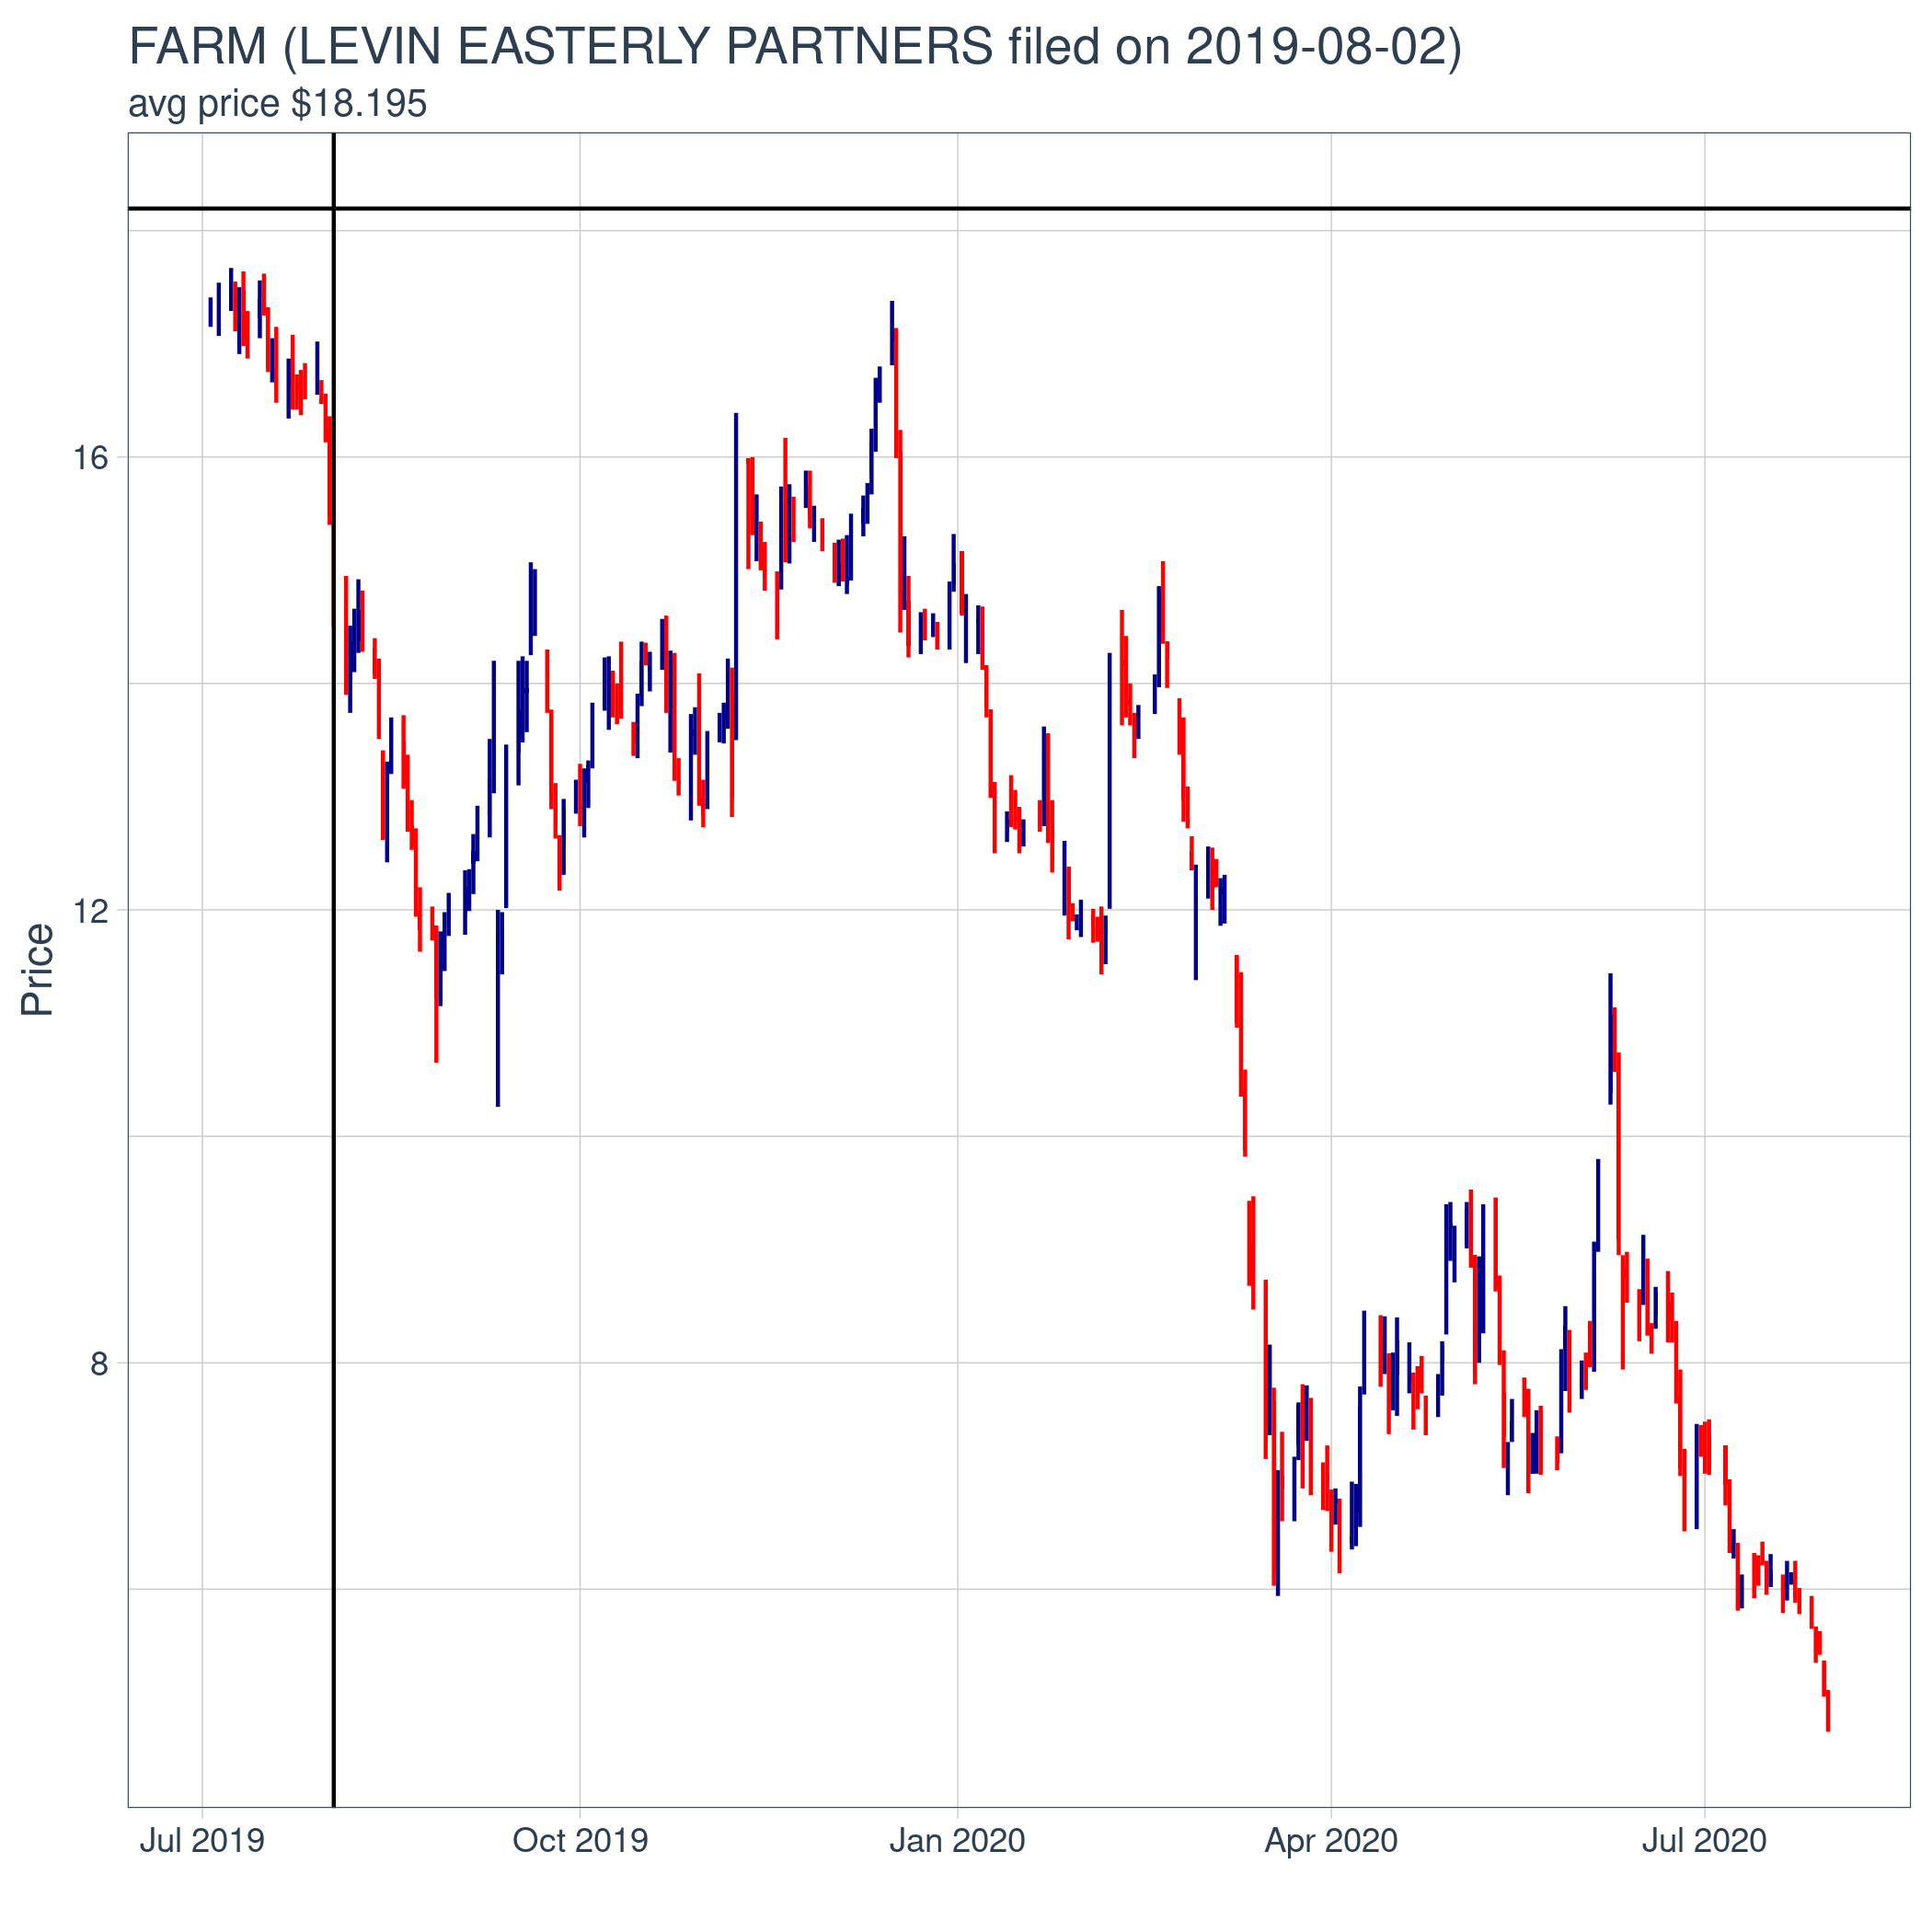 FARM (LEVIN EASTERLY PARTNERS filed on 2019-08-02)
avg price $18.195
16
12
8
Price
Jul 2019
Oct 2019
Jan 2020
Apr 2020
Jul 2020